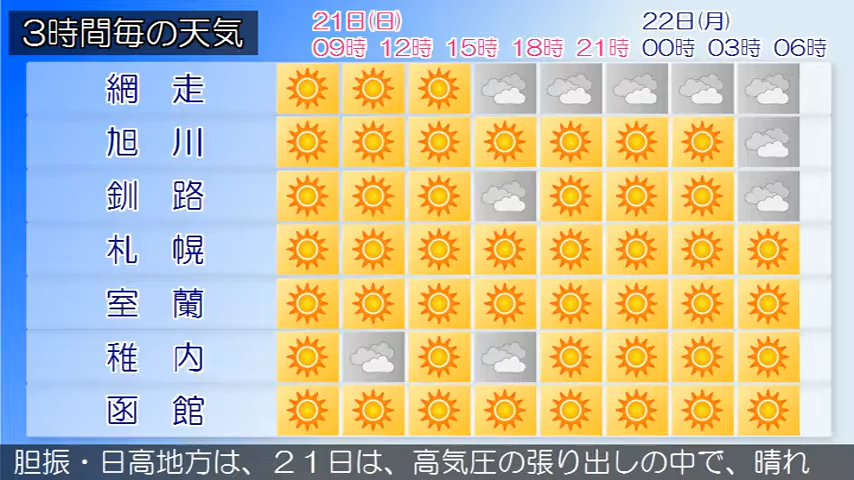 3時間毎の天気
21日(日) 22日(月)
09時 12時 15時 18時 21時 00時 03時 06時
網走
旭川
釧路
札幌
室蘭
稚内
函館
胆振・日高地方は、２１日は、高気圧の張り出しの中で、晴れ